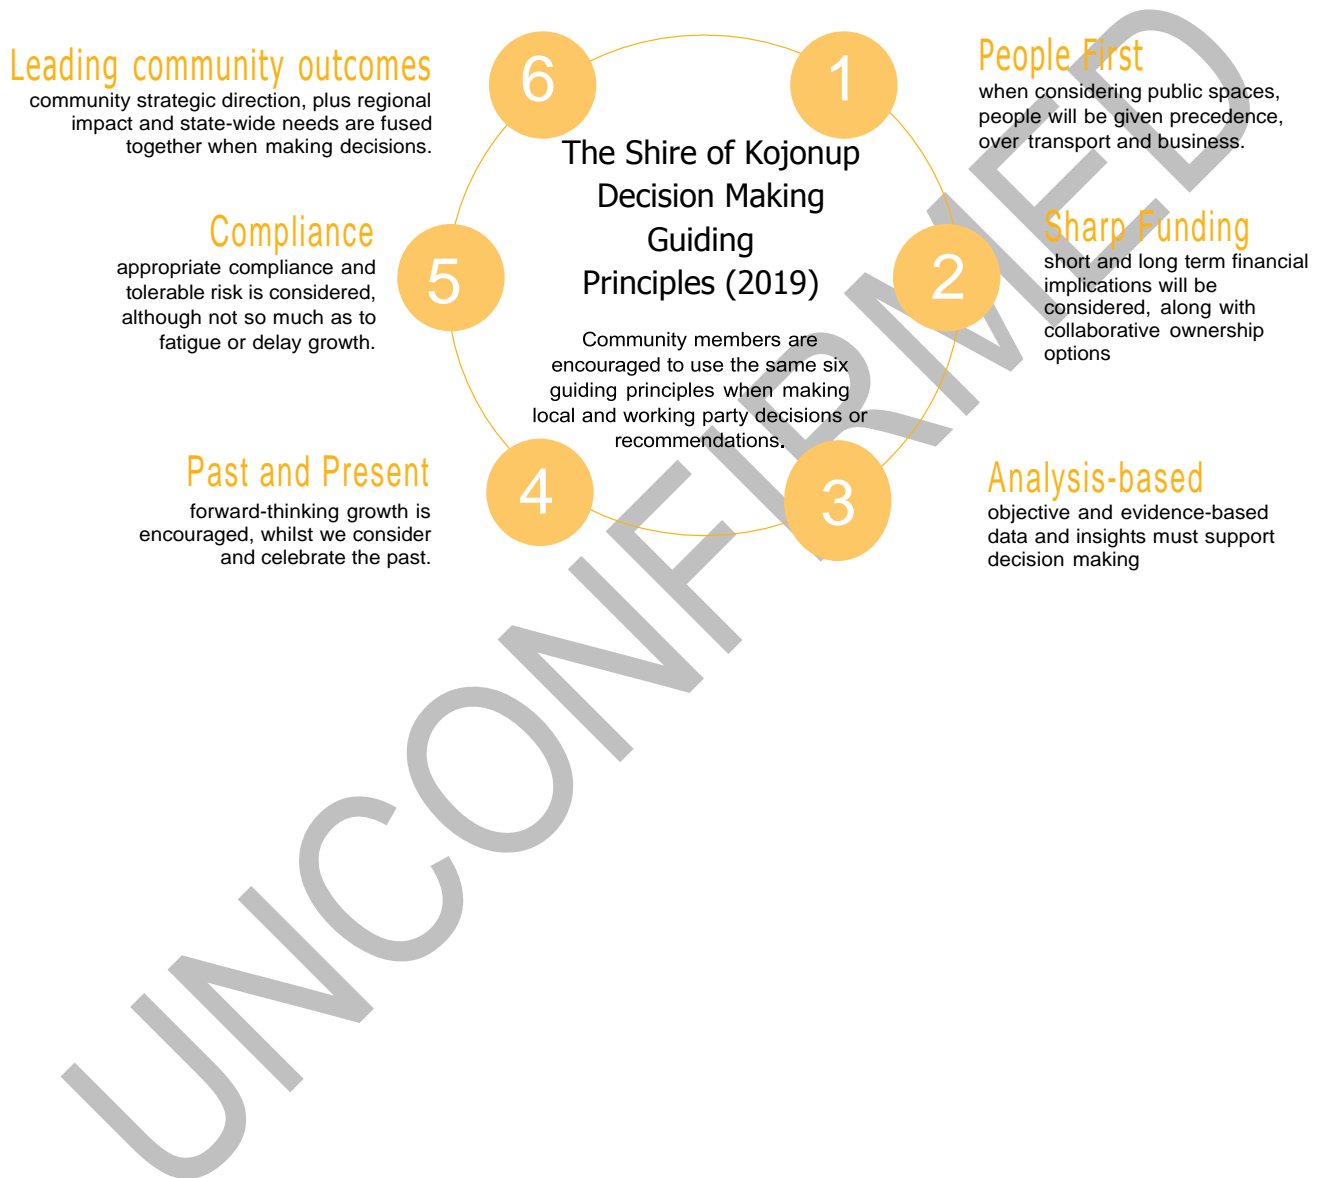 The Shire of Kojonup
Decision Making
Guiding
Principles (2019)
Community members are
encouraged to use the same six
guiding principles when making
local and working party decisions or
recommendations.
1
People First
when considering public spaces,
people will be given precedence,
over transport and business.
2
Sharp Funding
short and long term financial
implications will be
considered, along with
collaborative ownership
options
3
Analysis-based
objective and evidence-based
data and insights must support
decision making
4
Past and Present
forward-thinking growth is
encouraged, whilst we consider
and celebrate the past.
5
Compliance
appropriate compliance and
tolerable risk is considered,
although not so much as to
fatigue or delay growth.
6
Leading community outcomes
community strategic direction, plus regional
impact and state-wide needs are fused
together when making decisions.
UNCONFIRMED